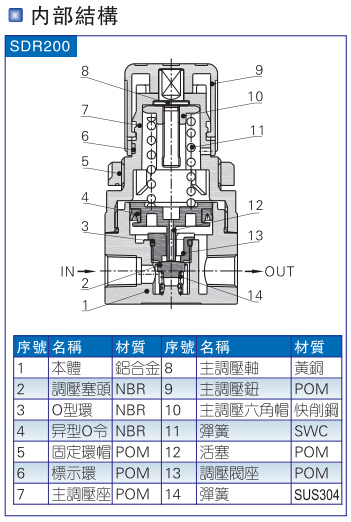 内部結構
SDR200
8
9
7
10
6
11
5
4
12
3
13
IN
OUT
2
1
14
序號 名稱 材質 序號 名稱 材質
1 本體 鋁合金 8 主調壓軸 黃銅
2 調壓塞頭 NBR 9 主調壓鈕 POM
3 O型環 NBR 10 主調壓六角帽 快削鋼
4 异型O令 NBR 11 彈簧 SWC
5 固定環帽 POM 12 活塞 POM
6 標示環 POM 13 調壓閥座 POM
7 主調壓座 POM 14 彈簧 SUS304